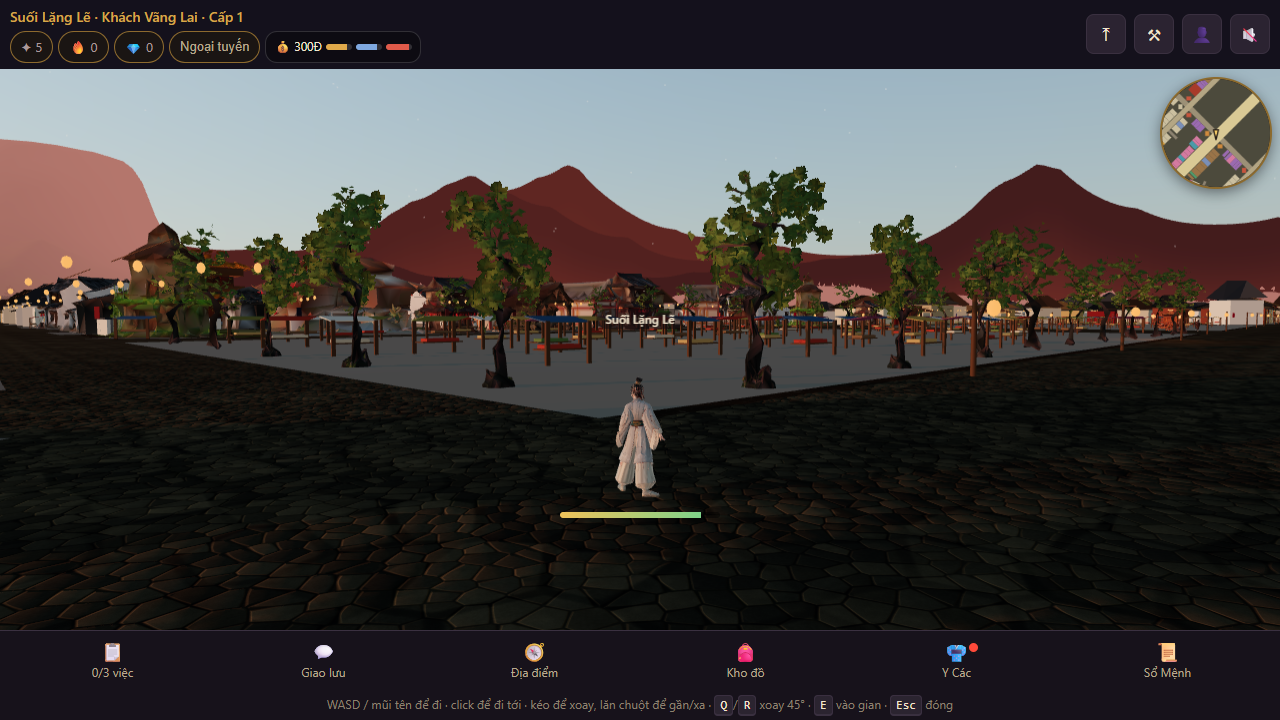 Suối Lặng Lẽ · Khách Vãng Lai · Cấp 1
5 0 0 Ngoại tuyến 300Đ
Suối Lặng Lẽ
0/3 việc Giao lưu Địa điểm Kho đồ Y Các Sổ Mệnh
WASD / mũi tên để đi · click để đi tới · kéo để xoay, lăn chuột để gần/xa · Q / R xoay 45° · E vào gian · Esc đóng